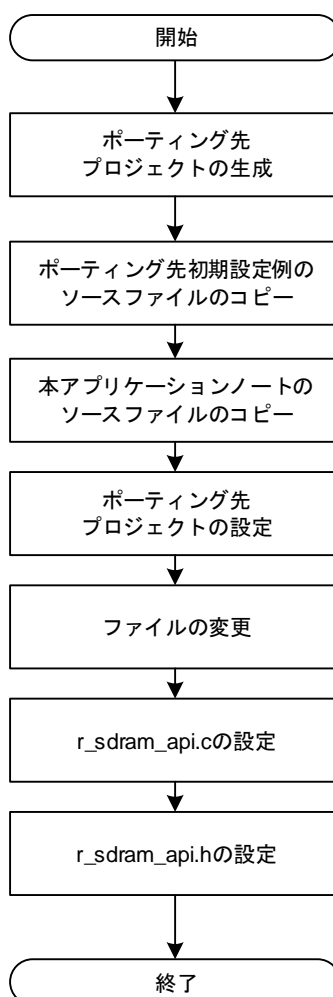 開始
ポーティング先
プロジェクトの生成
ポーティング先初期設定例の
ソースファイルのコピー
本アプリケーションノートの
ソースファイルのコピー
ポーティング先
プロジェクトの設定
ファイルの変更
r_sdram_api.cの設定
r_sdram_api.hの設定
終了